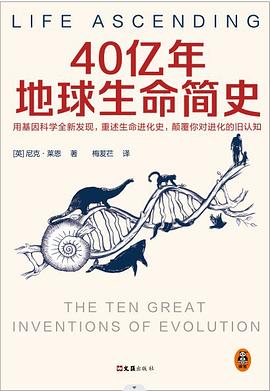 LIFE ASCENDING
40亿年
地球生命简史
用基因科学全新发现，重述生命进化史，颠覆你对进化的旧认知
[英]尼克·莱恩 著 梅芨芢 译
THE TEN GREAT
INVENTIONS OF EVOLUTION
文汇出版社